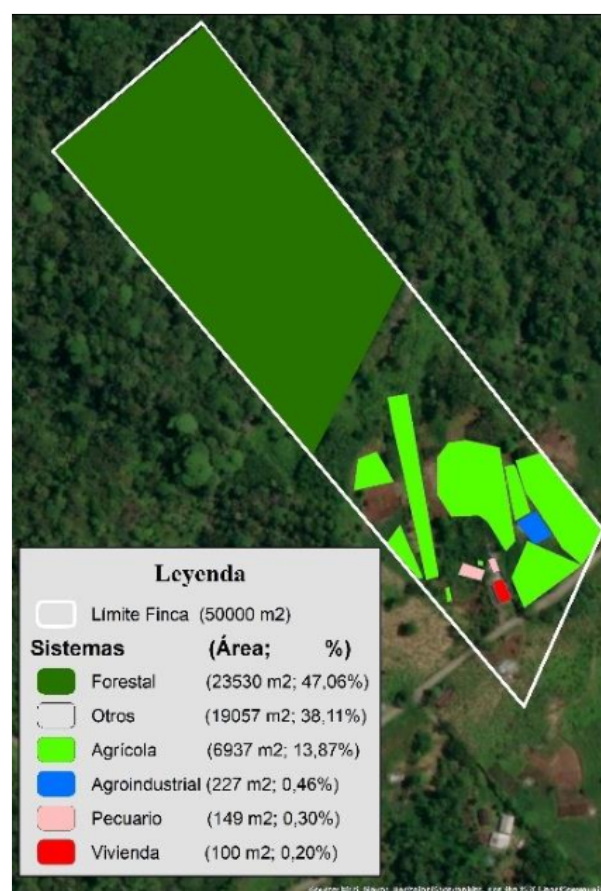 Leyenda
Límite Finca (50000 m2)
Sistemas (Área; %)
Forestal (23530 m2; 47,06%)
Otros (19057 m2; 38,11%)
Agrícola (6937 m2; 13,87%)
Agroindustrial (227 m2; 0,46%)
Pecuario (149 m2; 0,30%)
Vivienda (100 m2; 0,20%)